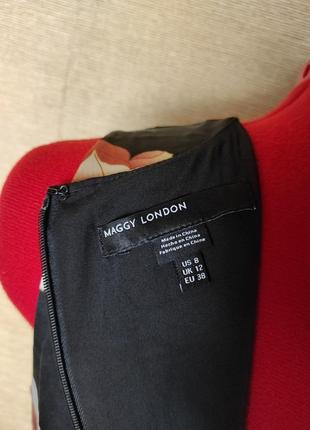 MAGGY LONDON
Made in China
Hecho en China
Fabriqué en Chine
US 8
UK 12
EU 38